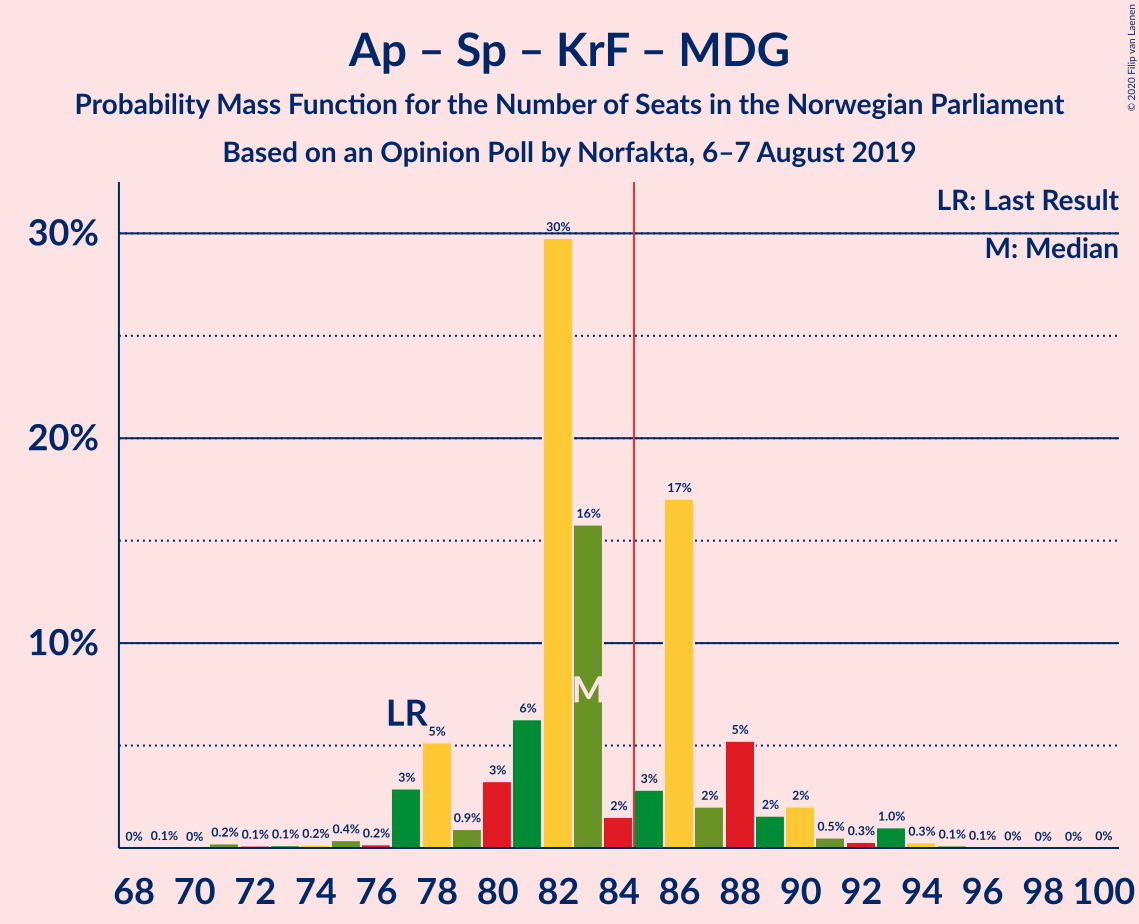 Ap – Sp – KrF – MDG
Probability Mass Function for the Number of Seats in the Norwegian Parliament
Based on an Opinion Poll by Norfakta, 6–7 August 2019
© 2020 Filip van Laenen
LR: Last Result
M: Median
30%
20%
10%
0% 0.1% 0% 0.2% 0.1% 0.1% 0.2% 0.4% 0.2% 3% 5% 0.9% 3% 6% 30% 16% 2% 3% 17% 2% 5% 2% 2% 0.5% 0.3% 1.0% 0.3% 0.1% 0.1% 0% 0% 0% 0%
LR
M
68 70 72 74 76 78 80 82 84 86 88 90 92 94 96 98 100